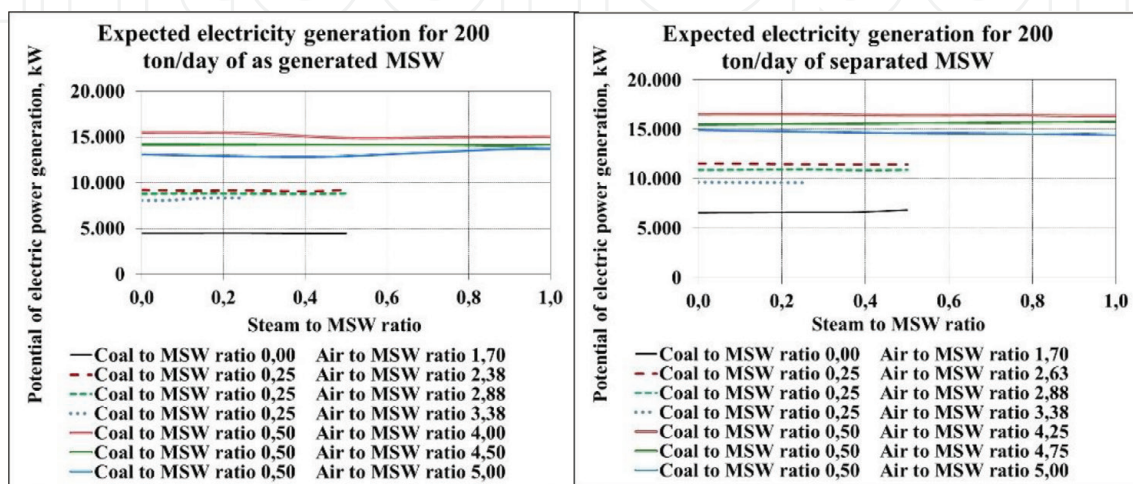 Expected electricity generation for 200
ton/day of as generated MSW
Potential of electric power generation, kW
20.000
15.000
10.000
5.000
0
0,0 0,2 0,4 0,6 0,8 1,0
Steam to MSW ratio
Coal to MSW ratio 0,00 Air to MSW ratio 1,70
Coal to MSW ratio 0,25 Air to MSW ratio 2,38
Coal to MSW ratio 0,25 Air to MSW ratio 2,88
Coal to MSW ratio 0,25 Air to MSW ratio 3,38
Coal to MSW ratio 0,50 Air to MSW ratio 4,00
Coal to MSW ratio 0,50 Air to MSW ratio 4,50
Coal to MSW ratio 0,50 Air to MSW ratio 5,00
Expected electricity generation for 200
ton/day of separated MSW
Potential of electric power generation, kW
20.000
15.000
10.000
5.000
0
0,0 0,2 0,4 0,6 0,8 1,0
Steam to MSW ratio
Coal to MSW ratio 0,00 Air to MSW ratio 1,70
Coal to MSW ratio 0,25 Air to MSW ratio 2,63
Coal to MSW ratio 0,25 Air to MSW ratio 2,88
Coal to MSW ratio 0,25 Air to MSW ratio 3,38
Coal to MSW ratio 0,50 Air to MSW ratio 4,25
Coal to MSW ratio 0,50 Air to MSW ratio 4,75
Coal to MSW ratio 0,50 Air to MSW ratio 5,00